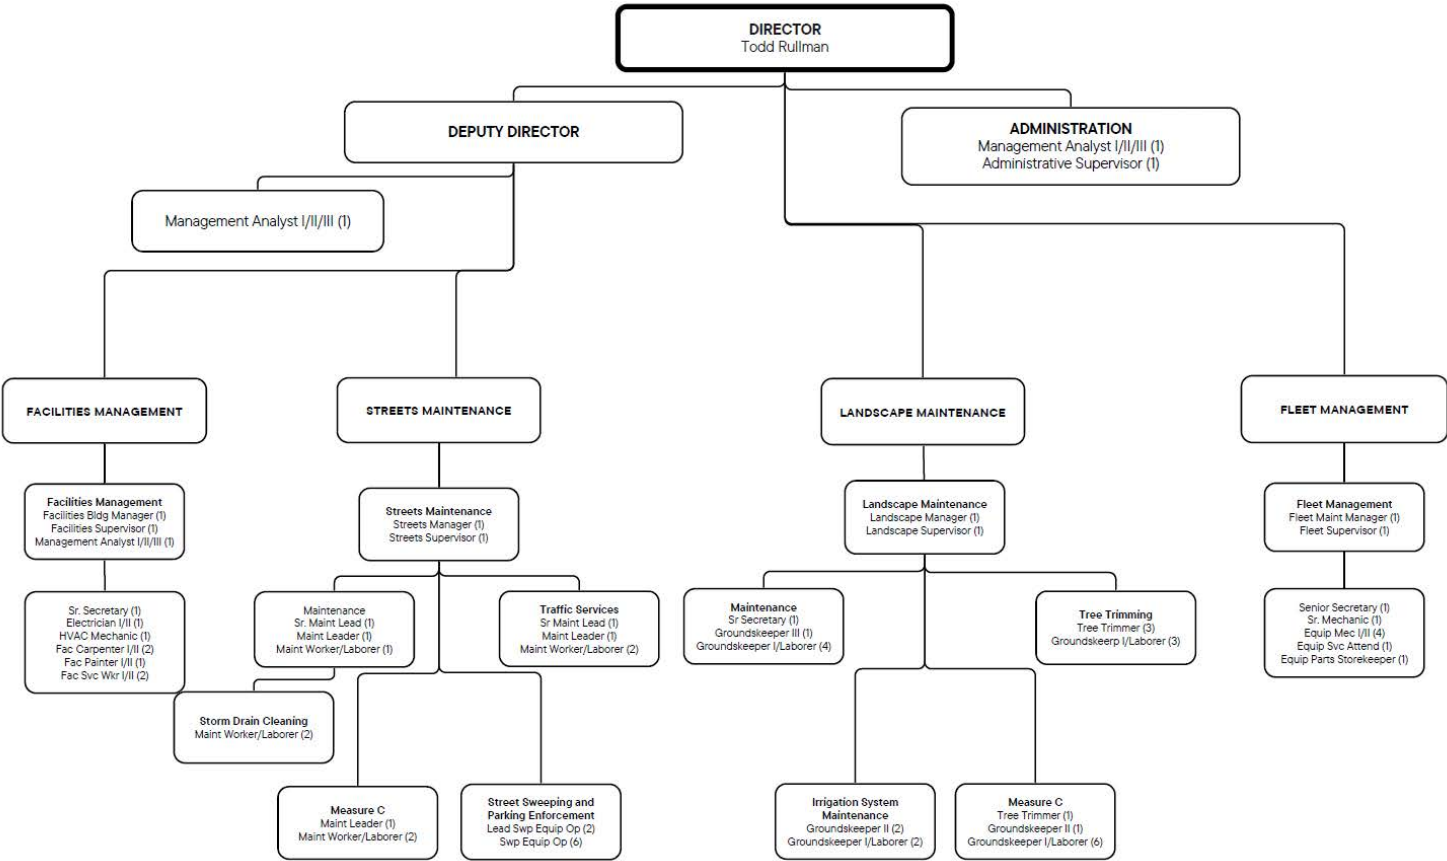 DIRECTOR
Todd Rullman
DEPUTY DIRECTOR
ADMINISTRATION
Management Analyst I/II/III (1)
Administrative Supervisor (1)
Management Analyst I/II/III (1)
FACILITIES MANAGEMENT
STREETS MAINTENANCE
LANDSCAPE MAINTENANCE
FLEET MANAGEMENT
Facilities Management
Facilities Bldg Manager (1)
Facilities Supervisor (1)
Management Analyst I/II/III (1)
Streets Maintenance
Streets Manager (1)
Streets Supervisor (1)
Landscape Maintenance
Landscape Manager (1)
Landscape Supervisor (1)
Fleet Management
Fleet Maint Manager (1)
Fleet Supervisor (1)
Sr. Secretary (1)
Electrician I/II (1)
HVAC Mechanic (1)
Fac Carpenter I/II (2)
Fac Painter I/II (1)
Fac Svc Wkr I/II (2)
Maintenance
Sr. Maint Lead (1)
Maint Leader (1)
Maint Worker/Laborer (1)
Traffic Services
Sr Maint Lead (1)
Maint Leader (1)
Maint Worker/Laborer (2)
Maintenance
Sr Secretary (1)
Groundskeeper III (1)
Groundskeeper I/Laborer (4)
Tree Trimming
Tree Trimmer (3)
Groundskeerp I/Laborer (3)
Senior Secretary (1)
Sr. Mechanic (1)
Equip Mec I/II (4)
Equip Svc Attend (1)
Equip Parts Storekeeper (1)
Storm Drain Cleaning
Maint Worker/Laborer (2)
Measure C
Maint Leader (1)
Maint Worker/Laborer (2)
Street Sweeping and
Parking Enforcement
Lead Swp Equip Op (2)
Swp Equip Op (6)
Irrigation System
Maintenance
Groundskeeper II (2)
Groundskeeper I/Laborer (2)
Measure C
Tree Trimmer (1)
Groundskeeper II (1)
Groundskeeper I/Laborer (6)